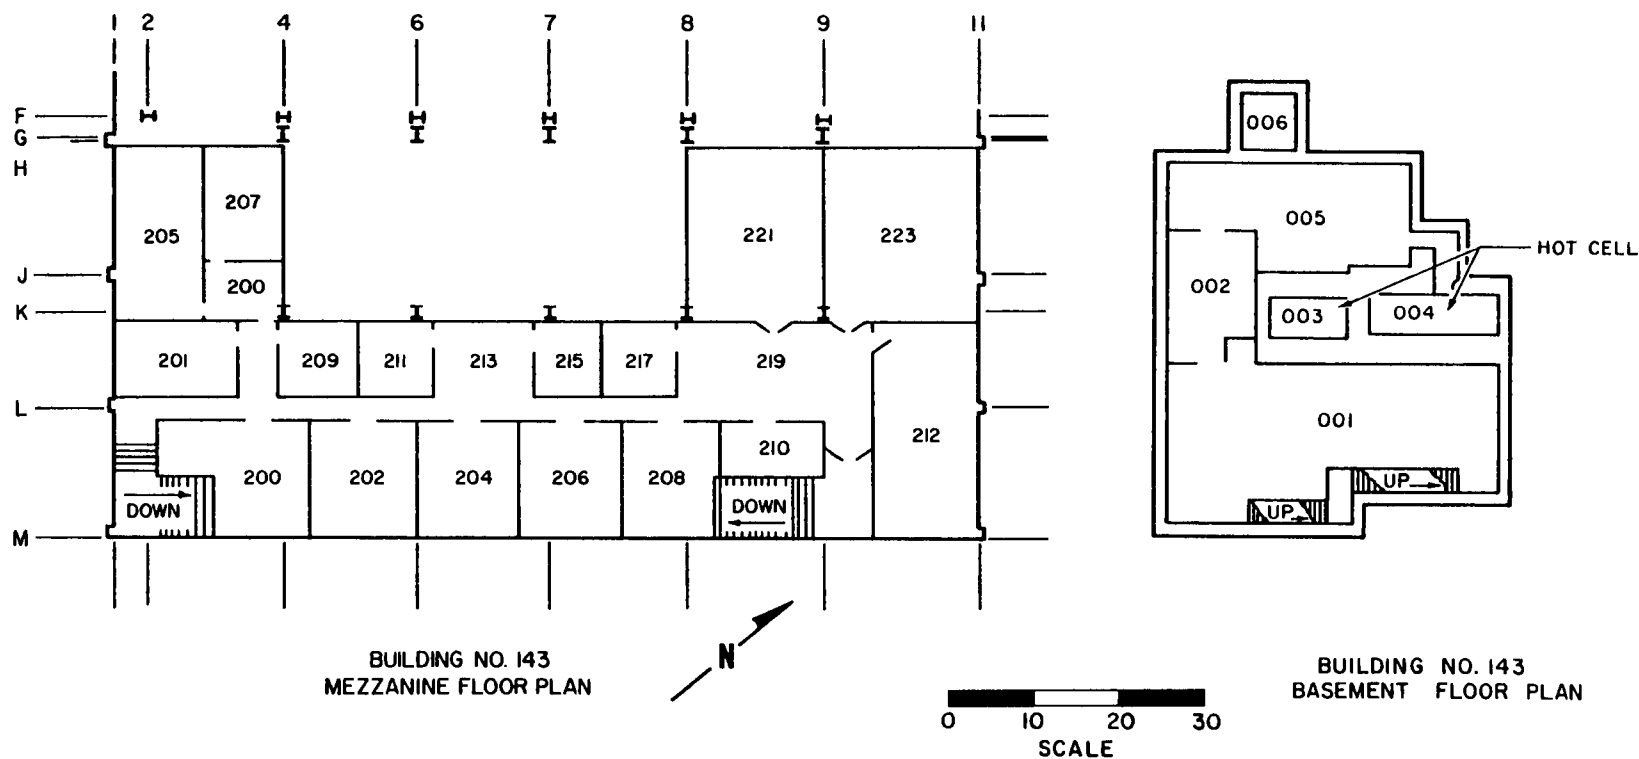 1 2 4 6 7 8 9 11
F
G
H
J
K
L
M
205
207
200
221
223
201
209
211
213
215
217
219
212
200
202
204
206
208
210
DOWN
DOWN
N
BUILDING NO. 143
MEZZANINE FLOOR PLAN
006
005
HOT CELL
002
003
004
001
UP
UP
0 10 20 30
SCALE
BUILDING NO. 143
BASEMENT FLOOR PLAN